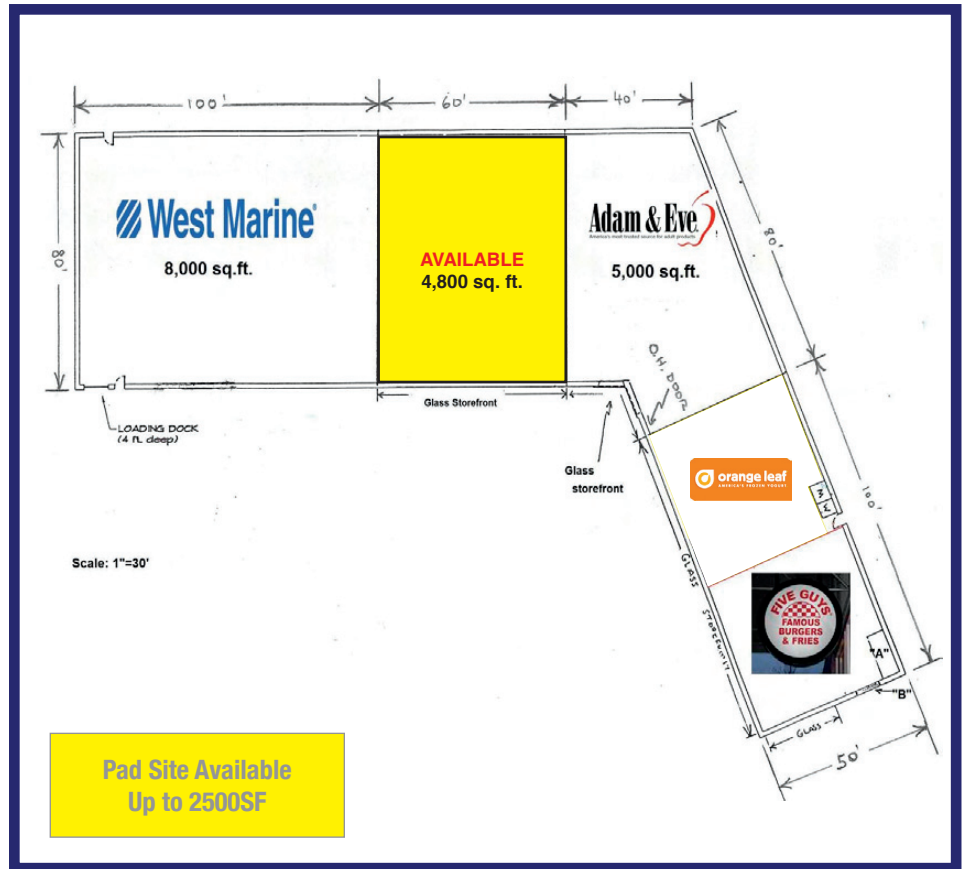 100'
60'
40'
80'
80'
West Marine®
8,000 sq.ft.
AVAILABLE
4,800 sq. ft.
Adam & Eve
America's most trusted source for adult products
5,000 sq.ft.
O.H. DOOR
Glass Storefront
LOADING DOCK
(4 ft. deep)
Glass
storefront
orange leaf
AMERICA'S FROZEN YOGURT
M
W
100'
Scale: 1"=30'
GLASS
STOREFRONT
FIVE GUYS
FAMOUS
BURGERS
& FRIES
"A"
"B"
GLASS
50'
Pad Site Available
Up to 2500SF